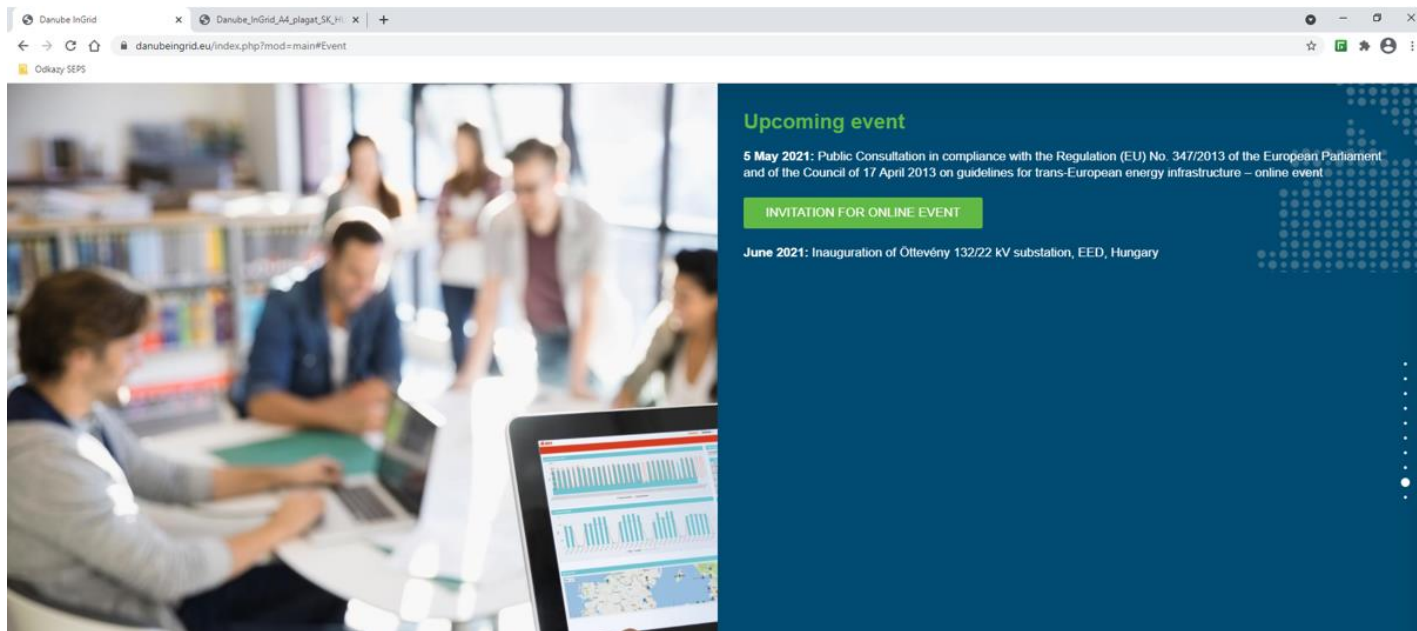 Danube InGrid
Danube_InGrid_A4_plagat_SK_H
danubeingrid.eu/index.php?mod=main#Event
Odkazy SEPS
Upcoming event
5 May 2021: Public Consultation in compliance with the Regulation (EU) No. 347/2013 of the European Parliament
and of the Council of 17 April 2013 on guidelines for trans-European energy infrastructure – online event
INVITATION FOR ONLINE EVENT
June 2021: Inauguration of Öttevény 132/22 kV substation, EED, Hungary